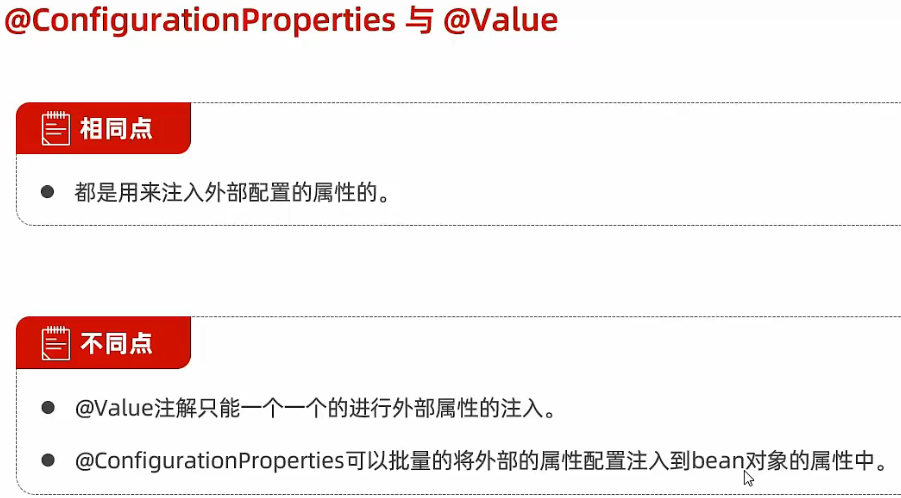 @ConfigurationProperties 与 @Value
相同点
都是用来注入外部配置的属性的。
不同点
@Value注解只能一个一个的进行外部属性的注入。
@ConfigurationProperties可以批量的将外部的属性配置注入到bean对象的属性中。